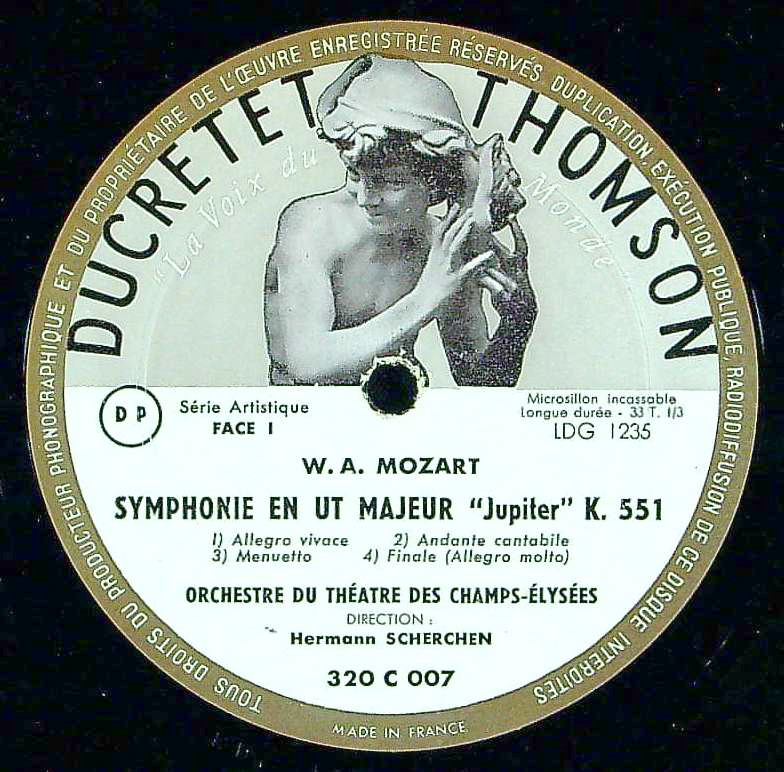 TOUS DROITS DU PRODUCTEUR PHONOGRAPHIQUE ET DU PROPRIÉTAIRE DE L'ŒUVRE ENREGISTRÉE RÉSERVÉS DUPLICATION, EXÉCUTION PUBLIQUE, RADIODIFFUSION DE CE DISQUE INTERDITES
DUCRETET THOMSON
"La Voix du Monde"
DP
Série Artistique
FACE I
Microsillon incassable
Longue durée - 33 T. 1/3
LDG 1235
W. A. MOZART
SYMPHONIE EN UT MAJEUR "Jupiter" K. 551
1) Allegro vivace 2) Andante cantabile
3) Menuetto 4) Finale (Allegro molto)
ORCHESTRE DU THÉATRE DES CHAMPS-ÉLYSÉES
DIRECTION :
Hermann SCHERCHEN
320 C 007
MADE IN FRANCE